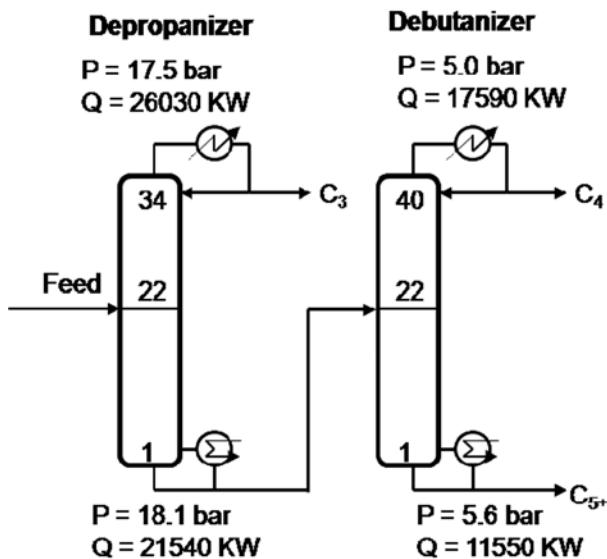 Depropanizer
P = 17.5 bar
Q = 26030 KW
Debutanizer
P = 5.0 bar
Q = 17590 KW
34
C₃
40
C₄
Feed
22
22
1
1
C₅₊
P = 18.1 bar
Q = 21540 KW
P = 5.6 bar
Q = 11550 KW